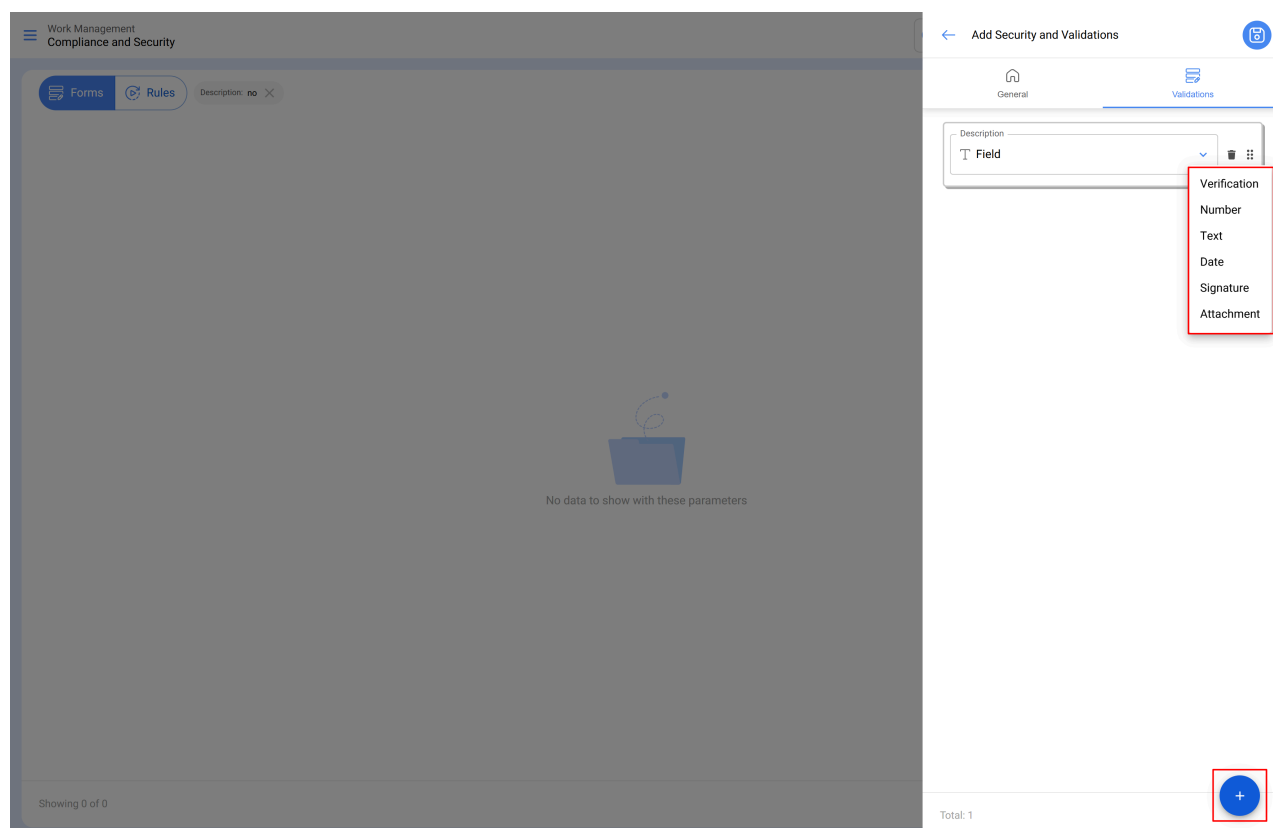 Work Management
Compliance and Security
Forms
Rules
Description: no
No data to show with these parameters
Showing 0 of 0
Add Security and Validations
General
Validations
Description
Field
Verification
Number
Text
Date
Signature
Attachment
Total: 1